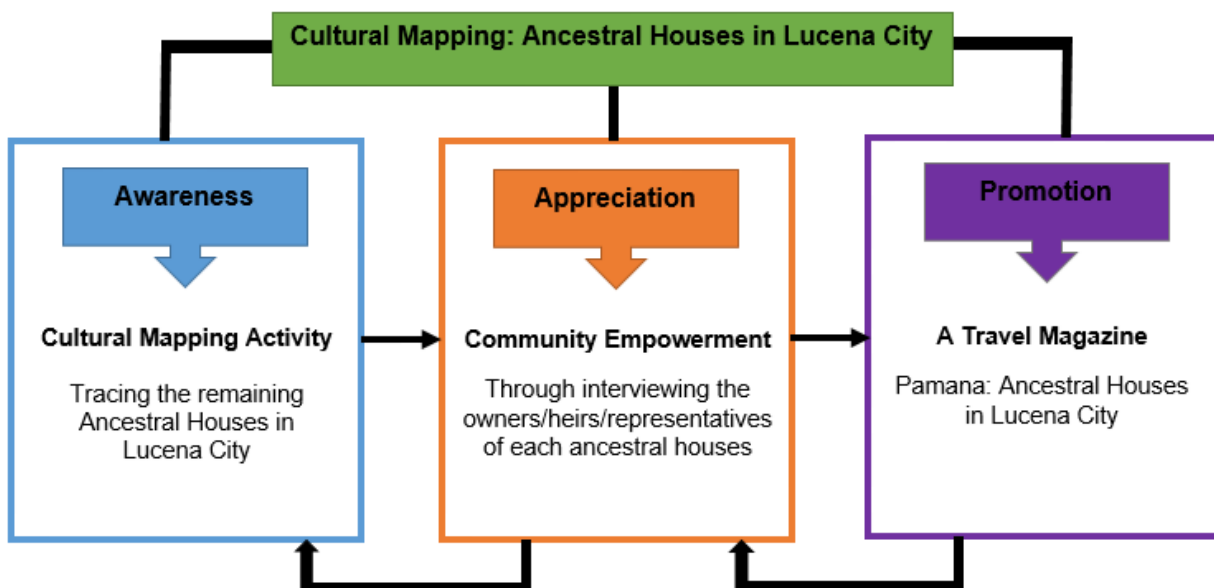 Cultural Mapping: Ancestral Houses in Lucena City
Awareness
Cultural Mapping Activity
Tracing the remaining
Ancestral Houses in
Lucena City
Appreciation
Community Empowerment
Through interviewing the
owners/heirs/representatives
of each ancestral houses
Promotion
A Travel Magazine
Pamana: Ancestral Houses
in Lucena City